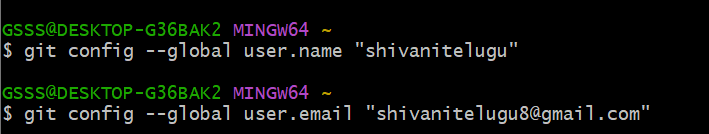 GSSS@DESKTOP-G36BAK2 MINGW64 ~
$ git config --global user.name "shivanitelugu"
GSSS@DESKTOP-G36BAK2 MINGW64 ~
$ git config --global user.email "shivanitelugu8@gmail.com"